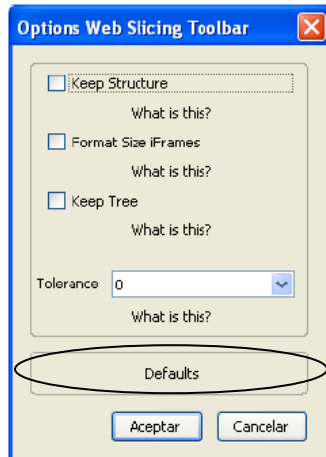 Options Web Slicing Toolbar
Keep Structure
What is this?
Format Size iFrames
What is this?
Keep Tree
What is this?
Tolerance 0
What is this?
Defaults
Aceptar Cancelar